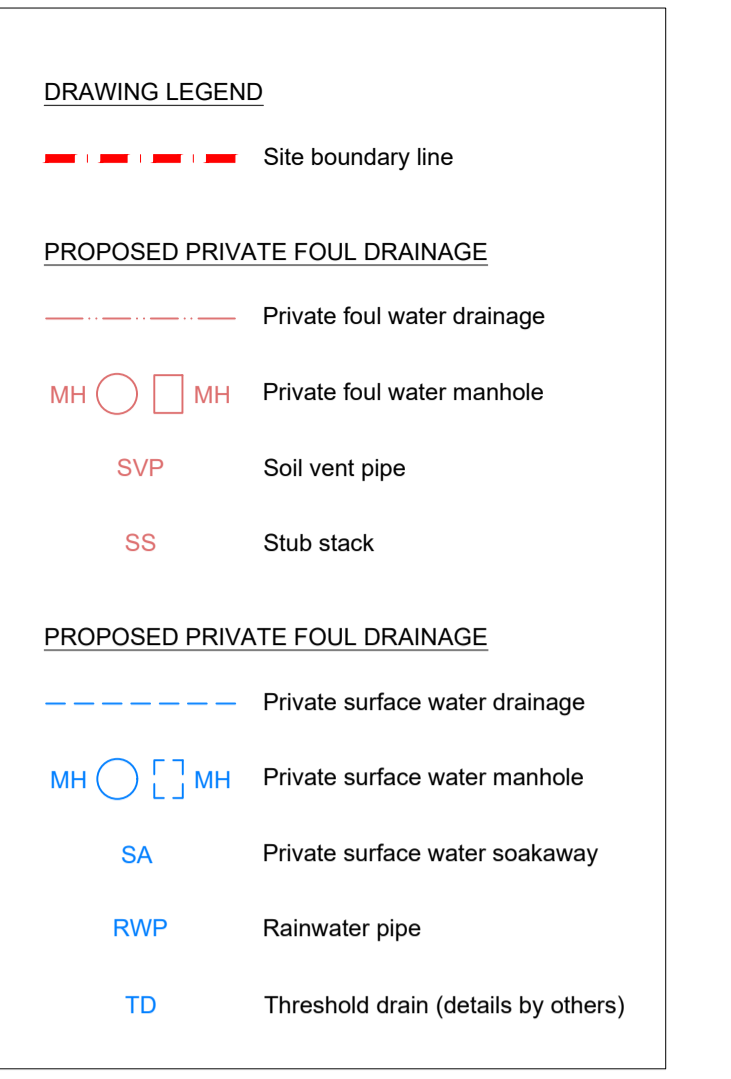 DRAWING LEGEND
Site boundary line
PROPOSED PRIVATE FOUL DRAINAGE
Private foul water drainage
MH MH Private foul water manhole
SVP Soil vent pipe
SS Stub stack
PROPOSED PRIVATE FOUL DRAINAGE
Private surface water drainage
MH MH Private surface water manhole
SA Private surface water soakaway
RWP Rainwater pipe
TD Threshold drain (details by others)